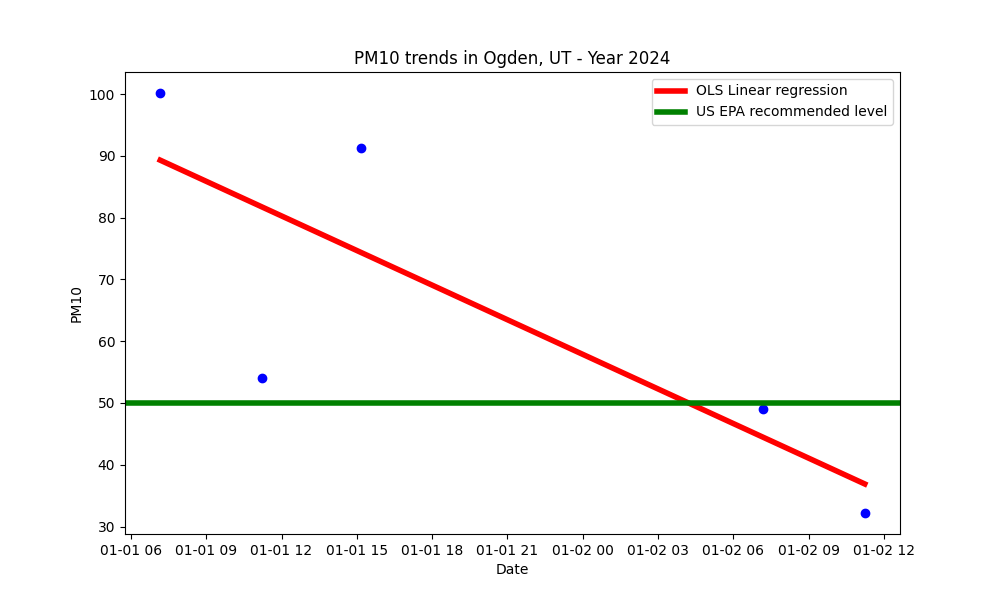 PM10 trends in Ogden, UT - Year 2024
OLS Linear regression
US EPA recommended level
100
90
80
70
60
50
40
30
PM10
01-01 06 01-01 09 01-01 12 01-01 15 01-01 18 01-01 21 01-02 00 01-02 03 01-02 06 01-02 09 01-02 12
Date